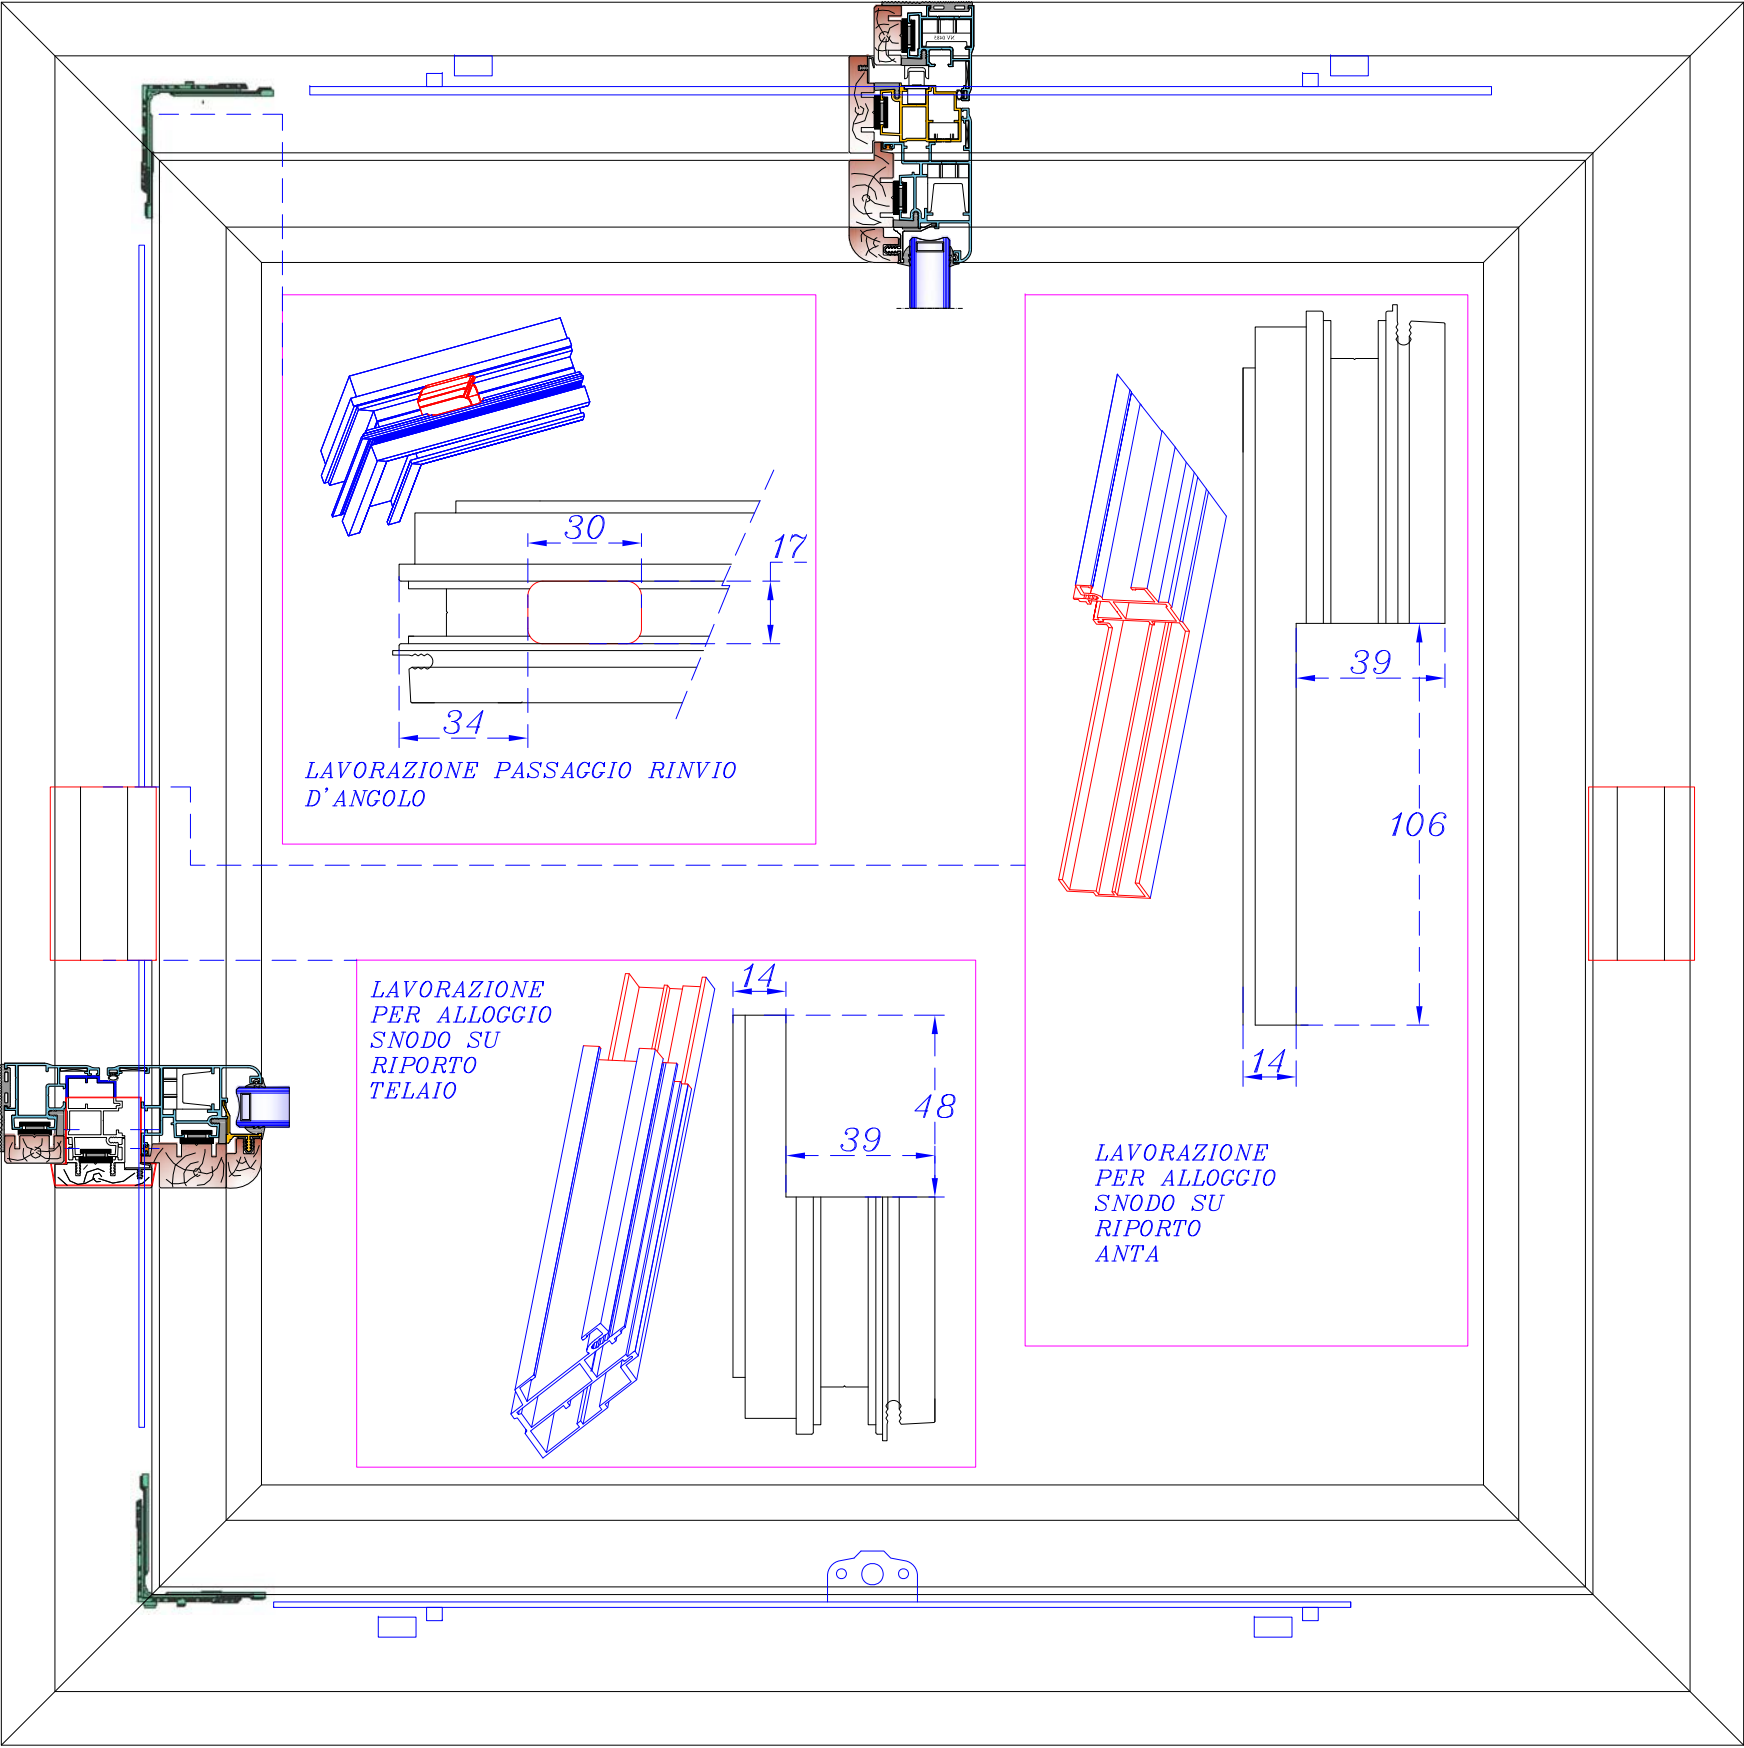 30
17
34
LAVORAZIONE PASSAGGIO RINVIO
D'ANGOLO
39
106
14
LAVORAZIONE
PER ALLOGGIO
SNODO SU
RIPORTO
ANTA
LAVORAZIONE
PER ALLOGGIO
SNODO SU
RIPORTO
TELAIO
14
48
39